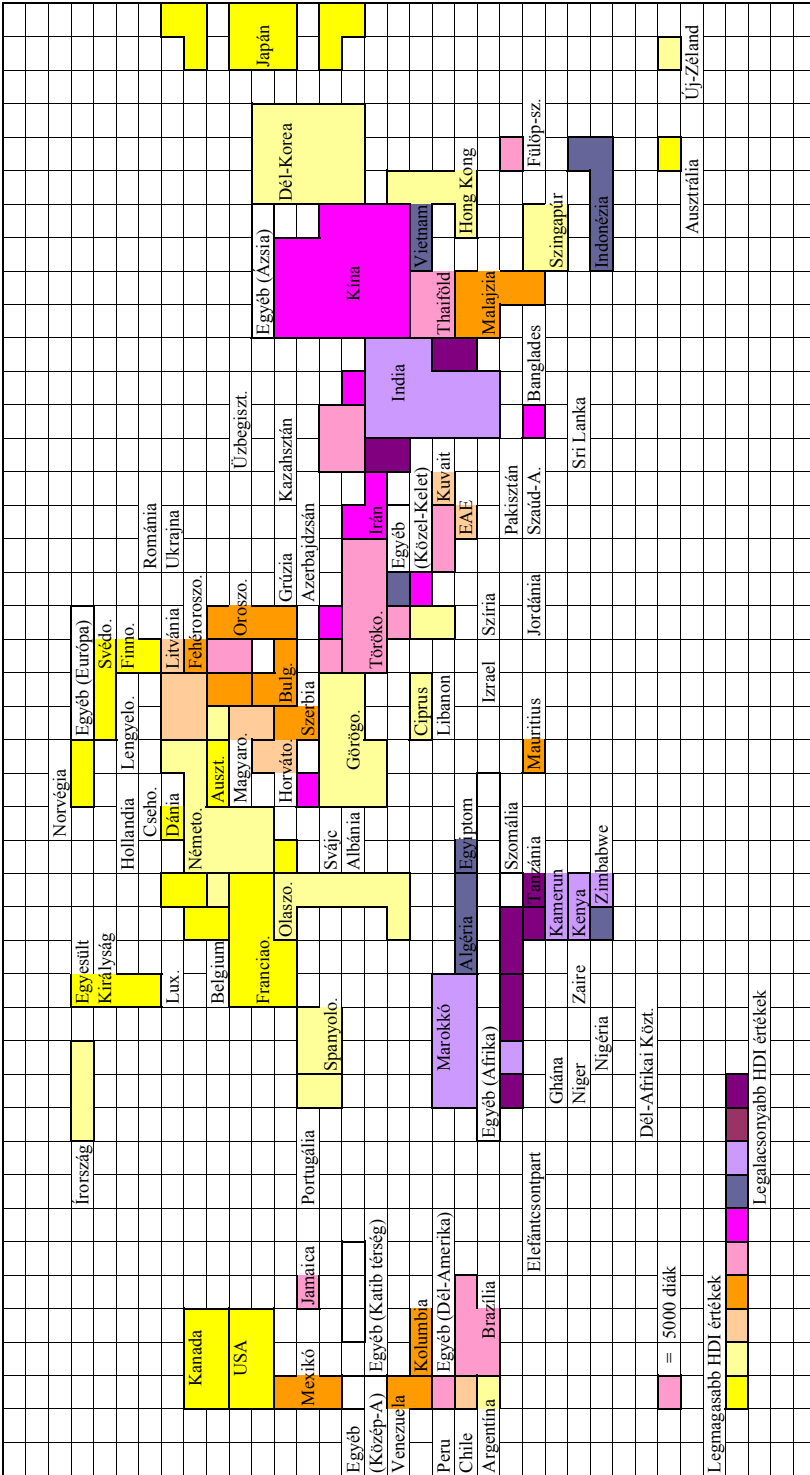 Norvégia
Egyéb (Európa)
Írország
Egyesült
Királyság
Svédo.
Finno.
Hollandia
Lengyelo.
Cseho.
Románia
Kanada
Lux.
Dánia
Litvánia
Ukrajna
Németo.
Fehéroroszo.
Belgium
Auszt.
USA
Franciao.
Magyaro.
Oroszo.
Üzbegiszt.
Japán
Egyéb (Ázsia)
Olaszo.
Horváto.
Bulg.
Grúzia
Kazahsztán
Dél-Korea
Mexikó
Jamaica
Portugália
Szerbia
Azerbajdzsán
Spanyolo.
Svájc
Egyéb
(Közép-A)
Egyéb (Katib térség)
Albánia
Görögo.
Töröko.
Irán
Kína
Venezuela
Egyéb
(Közel-Kelet)
India
Kolumbia
Ciprus
Vietnam
Peru
Egyéb (Dél-Amerika)
Marokkó
Libanon
Kuvait
Thaiföld
Chile
Algéria
Egyiptom
EAE
Hong Kong
Argentína
Brazília
Egyéb (Afrika)
Izrael
Szíria
Malajzia
Szomália
Pakisztán
Elefántcsontpart
Tanzánia
Mauritius
Jordánia
Szaúd-A.
Banglades
Fülöp-sz.
Ghána
Kamerun
Szingapúr
Niger
Zaire
Kenya
Sri Lanka
Nigéria
Zimbabwe
Indonézia
Dél-Afrikai Közt.
= 5000 diák
Ausztrália
Új-Zéland
Legmagasabb HDI értékek
Legalacsonyabb HDI értékek